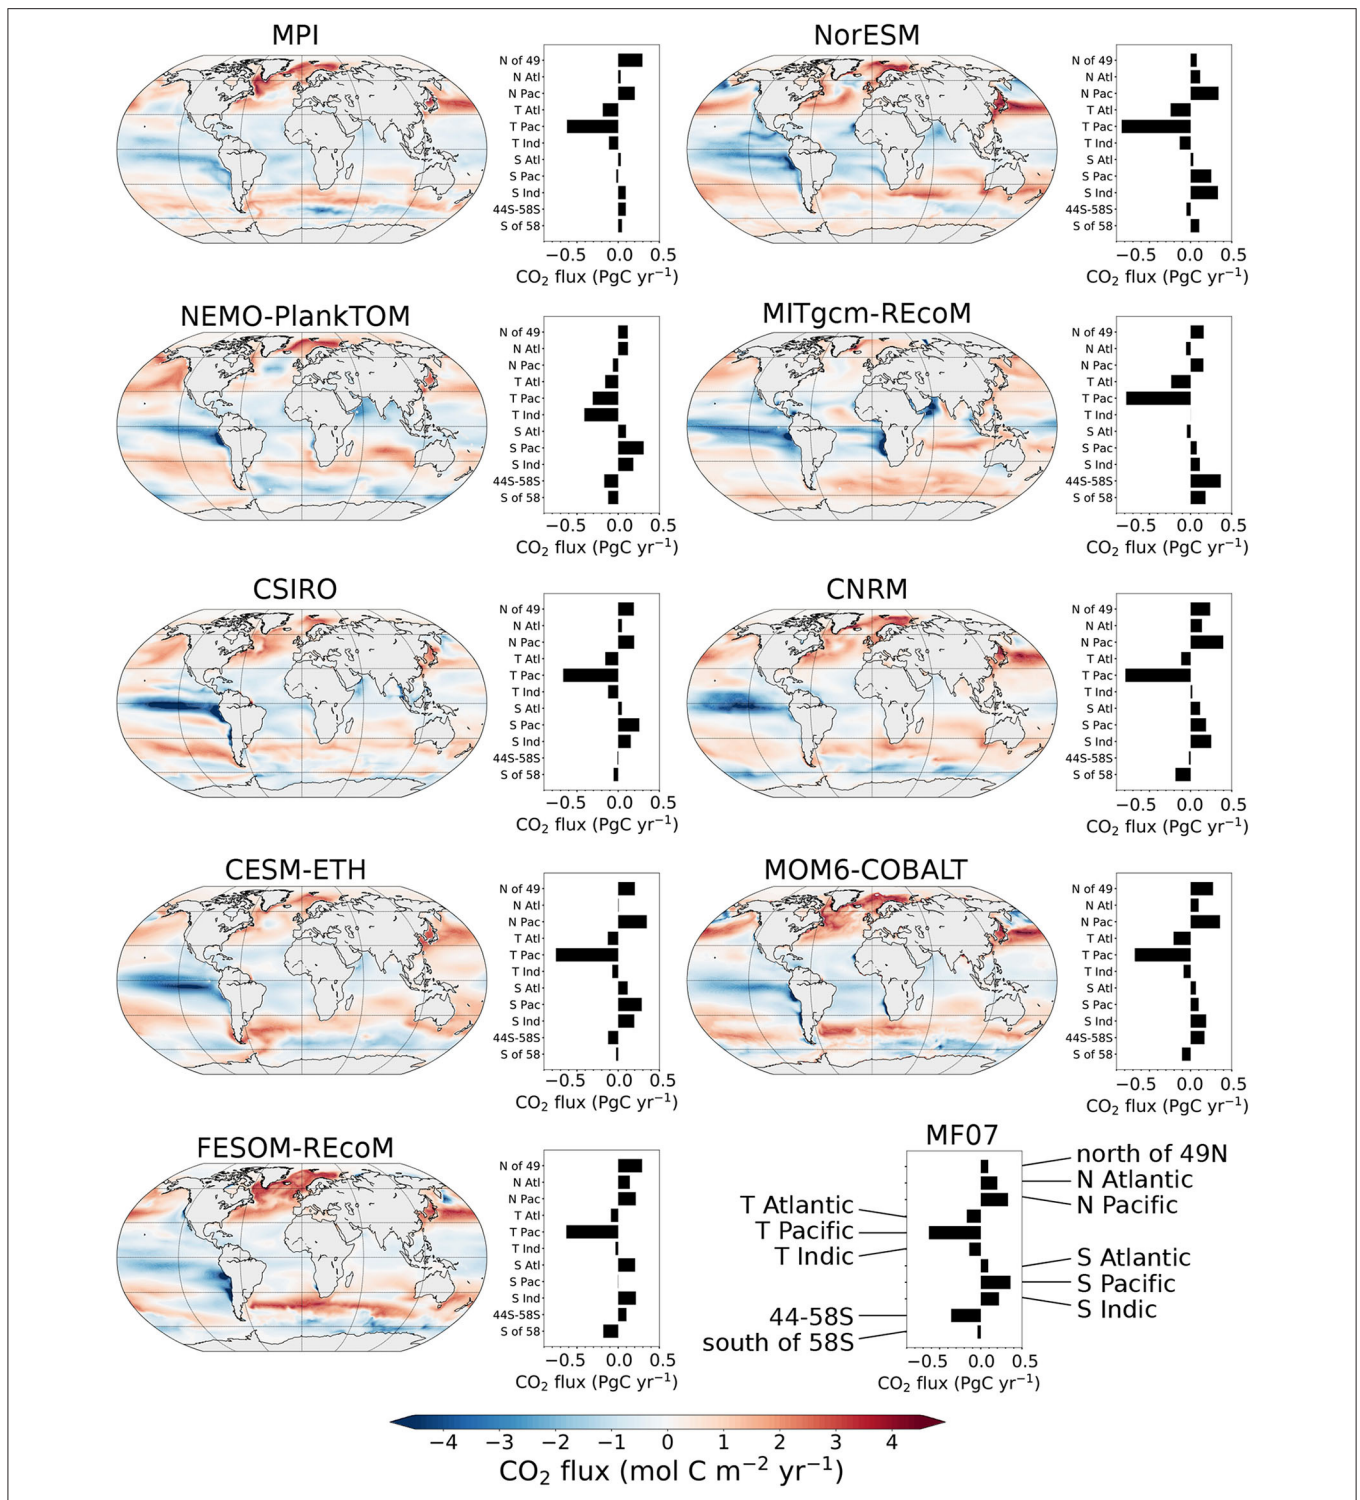 MPI
N of 49
N Atl
N Pac
T Atl
T Pac
T Ind
S Atl
S Pac
S Ind
44S-58S
S of 58
−0.5 0.0 0.5
CO₂ flux (PgC yr⁻¹)
NorESM
N of 49
N Atl
N Pac
T Atl
T Pac
T Ind
S Atl
S Pac
S Ind
44S-58S
S of 58
−0.5 0.0 0.5
CO₂ flux (PgC yr⁻¹)
NEMO-PlankTOM
N of 49
N Atl
N Pac
T Atl
T Pac
T Ind
S Atl
S Pac
S Ind
44S-58S
S of 58
−0.5 0.0 0.5
CO₂ flux (PgC yr⁻¹)
MITgcm-REcoM
N of 49
N Atl
N Pac
T Atl
T Pac
T Ind
S Atl
S Pac
S Ind
44S-58S
S of 58
−0.5 0.0 0.5
CO₂ flux (PgC yr⁻¹)
CSIRO
N of 49
N Atl
N Pac
T Atl
T Pac
T Ind
S Atl
S Pac
S Ind
44S-58S
S of 58
−0.5 0.0 0.5
CO₂ flux (PgC yr⁻¹)
CNRM
N of 49
N Atl
N Pac
T Atl
T Pac
T Ind
S Atl
S Pac
S Ind
44S-58S
S of 58
−0.5 0.0 0.5
CO₂ flux (PgC yr⁻¹)
CESM-ETH
N of 49
N Atl
N Pac
T Atl
T Pac
T Ind
S Atl
S Pac
S Ind
44S-58S
S of 58
−0.5 0.0 0.5
CO₂ flux (PgC yr⁻¹)
MOM6-COBALT
N of 49
N Atl
N Pac
T Atl
T Pac
T Ind
S Atl
S Pac
S Ind
44S-58S
S of 58
−0.5 0.0 0.5
CO₂ flux (PgC yr⁻¹)
FESOM-REcoM
N of 49
N Atl
N Pac
T Atl
T Pac
T Ind
S Atl
S Pac
S Ind
44S-58S
S of 58
−0.5 0.0 0.5
CO₂ flux (PgC yr⁻¹)
MF07
north of 49N
N Atlantic
N Pacific
T Atlantic
T Pacific
T Indic
S Atlantic
S Pacific
S Indic
44-58S
south of 58S
−0.5 0.0 0.5
CO₂ flux (PgC yr⁻¹)
−4 −3 −2 −1 0 1 2 3 4
CO₂ flux (mol C m⁻² yr⁻¹)